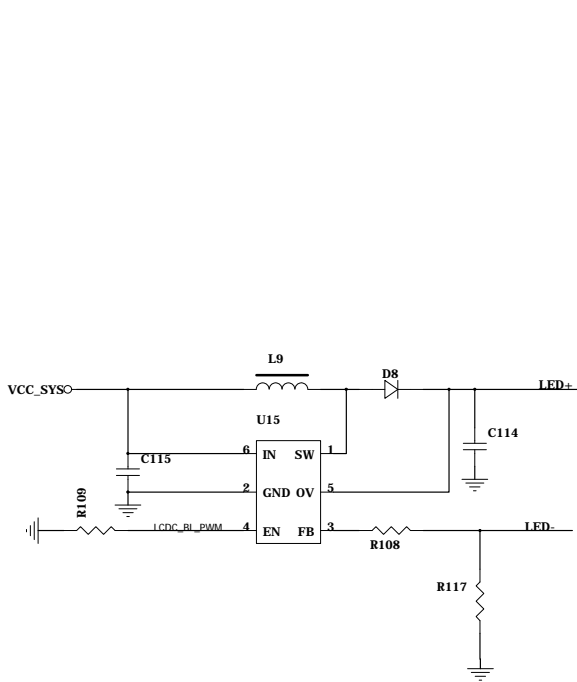 L9
D8
VCC_SYS
LED+
U15
C114
6 IN SW 1
C115
2 GND OV 5
R109
LCDC_BL_PWM 4 EN FB 3 LED-
R108
R117